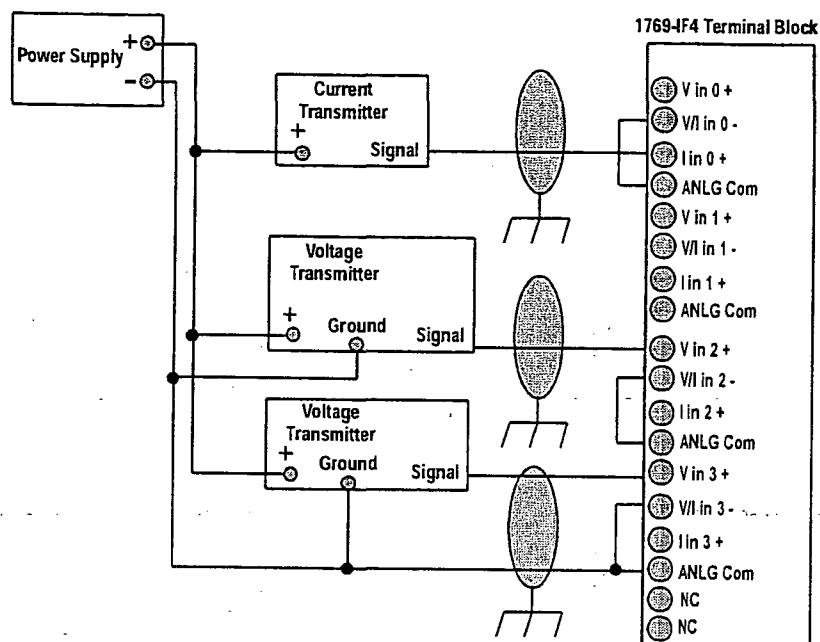 1769-IF4 Terminal Block
Power Supply
+
-
Current
Transmitter
+
Signal
Voltage
Transmitter
+
Ground
Signal
Voltage
Transmitter
+
Ground
Signal
V in 0 +
V/I in 0 -
I in 0 +
ANLG Com
V in 1 +
V/I in 1 -
I in 1 +
ANLG Com
V in 2 +
V/I in 2 -
I in 2 +
ANLG Com
V in 3 +
V/I in 3 -
I in 3 +
ANLG Com
NC
NC